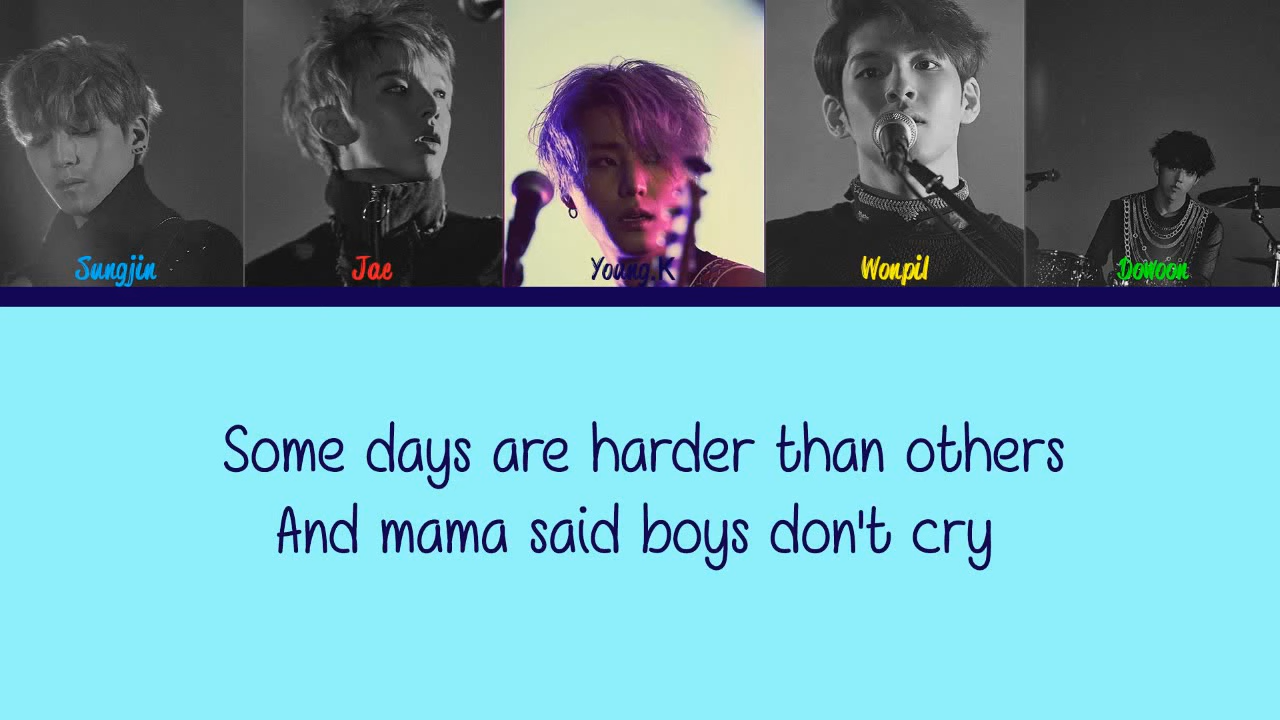 Sungjin
Jae
Young.K
Wonpil
Dowoon
Some days are harder than others
And mama said boys don't cry